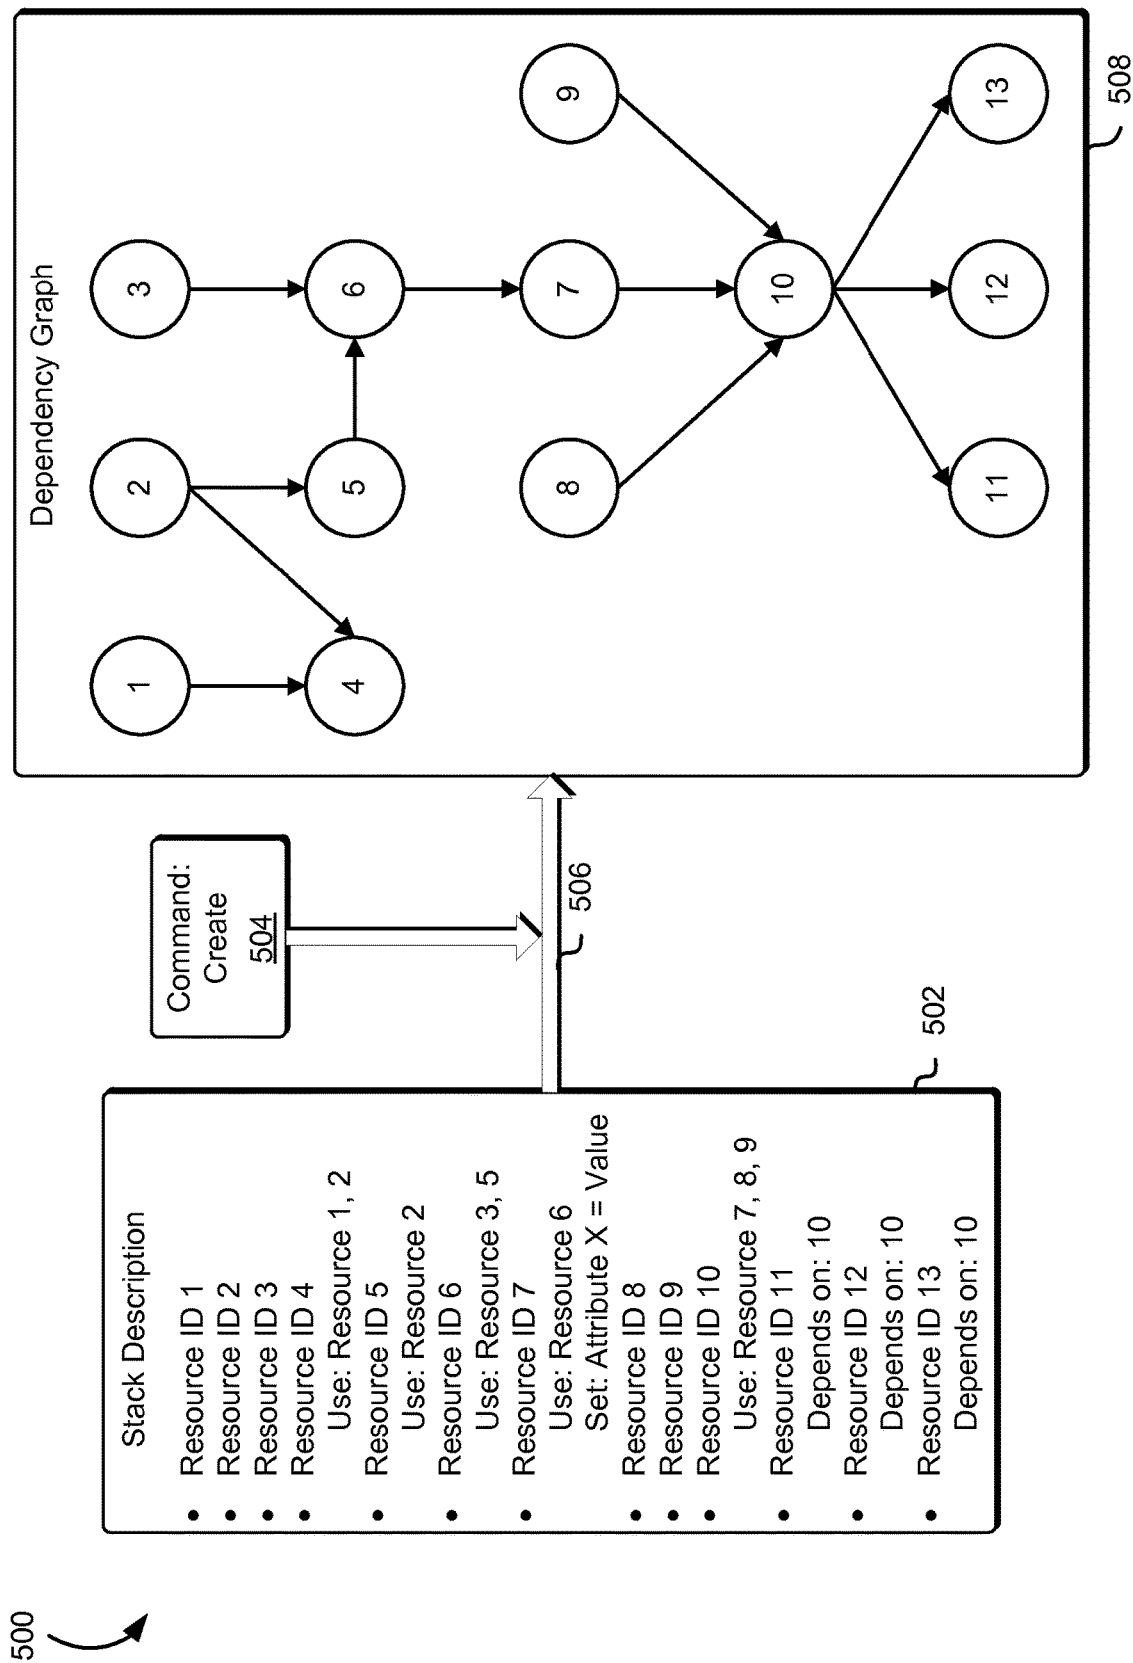 500
Stack Description
• Resource ID 1
• Resource ID 2
• Resource ID 3
• Resource ID 4
Use: Resource 1, 2
• Resource ID 5
Use: Resource 2
• Resource ID 6
Use: Resource 3, 5
• Resource ID 7
Use: Resource 6
Set: Attribute X = Value
• Resource ID 8
• Resource ID 9
• Resource ID 10
Use: Resource 7, 8, 9
• Resource ID 11
Depends on: 10
• Resource ID 12
Depends on: 10
• Resource ID 13
Depends on: 10
502
Command:
Create
504
506
Dependency Graph
1
2
3
4
5
6
8
7
9
10
11
12
13
508